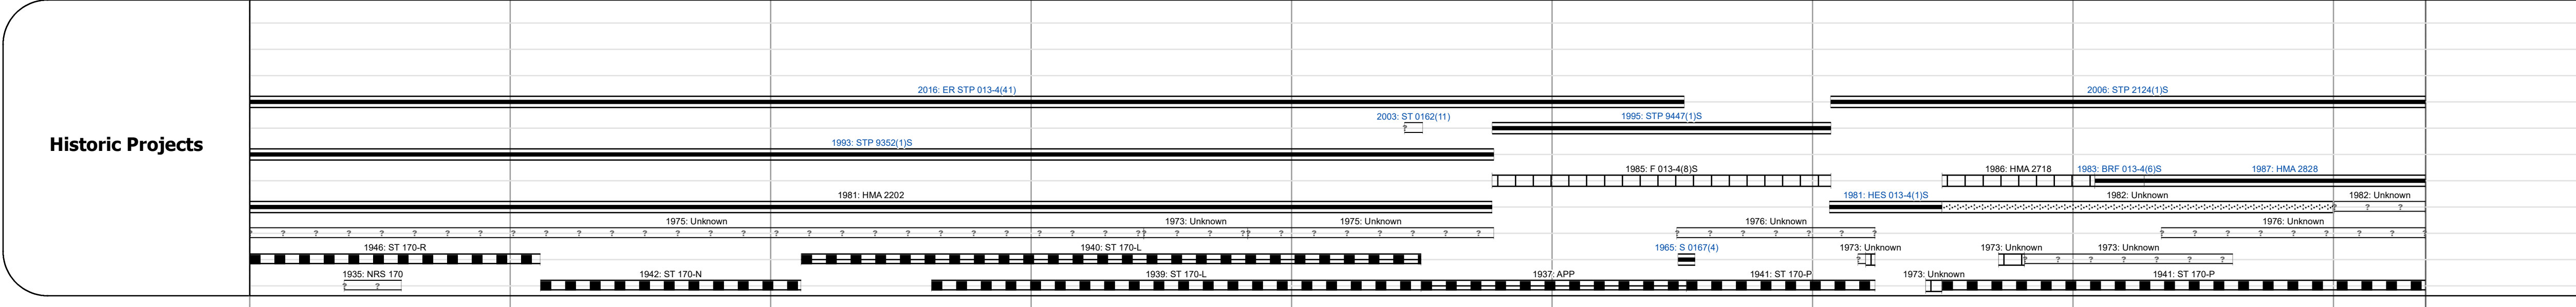 2016: ER STP 013-4(41)
2006: STP 2124(1)S
2003: ST 0162(11)
1995: STP 9447(1)S
Historic Projects
1993: STP 9352(1)S
1985: F 013-4(8)S
1986: HMA 2718
1983: BRF 013-4(6)S
1987: HMA 2828
1981: HMA 2202
1981: HES 013-4(1)S
1982: Unknown
1982: Unknown
1975: Unknown
1973: Unknown
1975: Unknown
1976: Unknown
1976: Unknown
1946: ST 170-R
1940: ST 170-L
1965: S 0167(4)
1973: Unknown
1973: Unknown
1973: Unknown
1935: NRS 170
1942: ST 170-N
1939: ST 170-L
1937: APP
1941: ST 170-P
1973: Unknown
1941: ST 170-P